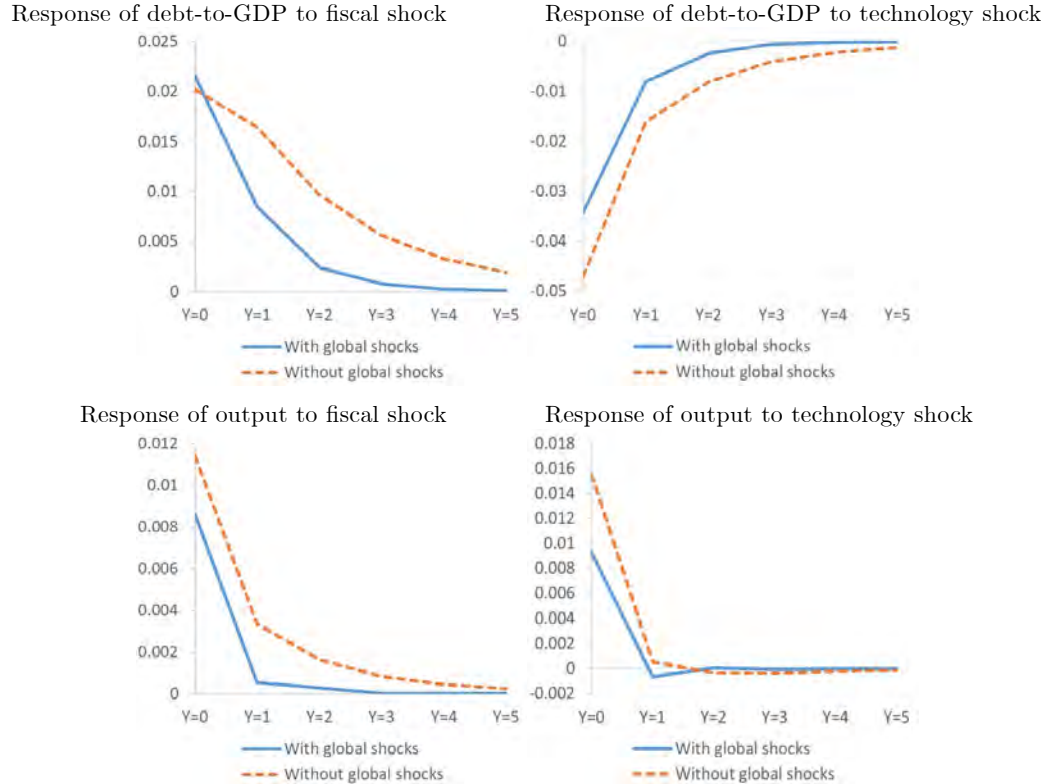 Response of debt-to-GDP to fiscal shock
0.025
0.02
0.015
0.01
0.005
0
Y=0 Y=1 Y=2 Y=3 Y=4 Y=5
With global shocks
Without global shocks
Response of debt-to-GDP to technology shock
0
-0.01
-0.02
-0.03
-0.04
-0.05
Y=0 Y=1 Y=2 Y=3 Y=4 Y=5
With global shocks
Without global shocks
Response of output to fiscal shock
0.012
0.01
0.008
0.006
0.004
0.002
0
Y=0 Y=1 Y=2 Y=3 Y=4 Y=5
With global shocks
Without global shocks
Response of output to technology shock
0.018
0.016
0.014
0.012
0.01
0.008
0.006
0.004
0.002
0
-0.002
Y=0 Y=1 Y=2 Y=3 Y=4 Y=5
With global shocks
Without global shocks